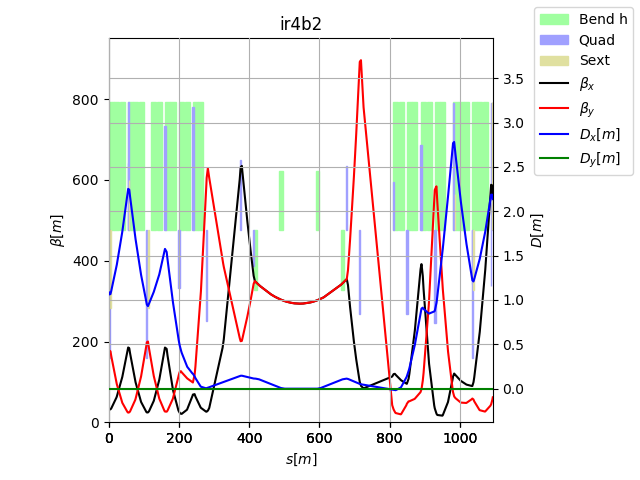 ir4b2
Bend h
Quad
Sext
βx
βy
Dx[m]
Dy[m]
β[m]
800
600
400
200
0
3.5
3.0
2.5
2.0
1.5
1.0
0.5
0.0
D[m]
0 200 400 600 800 1000
s[m]